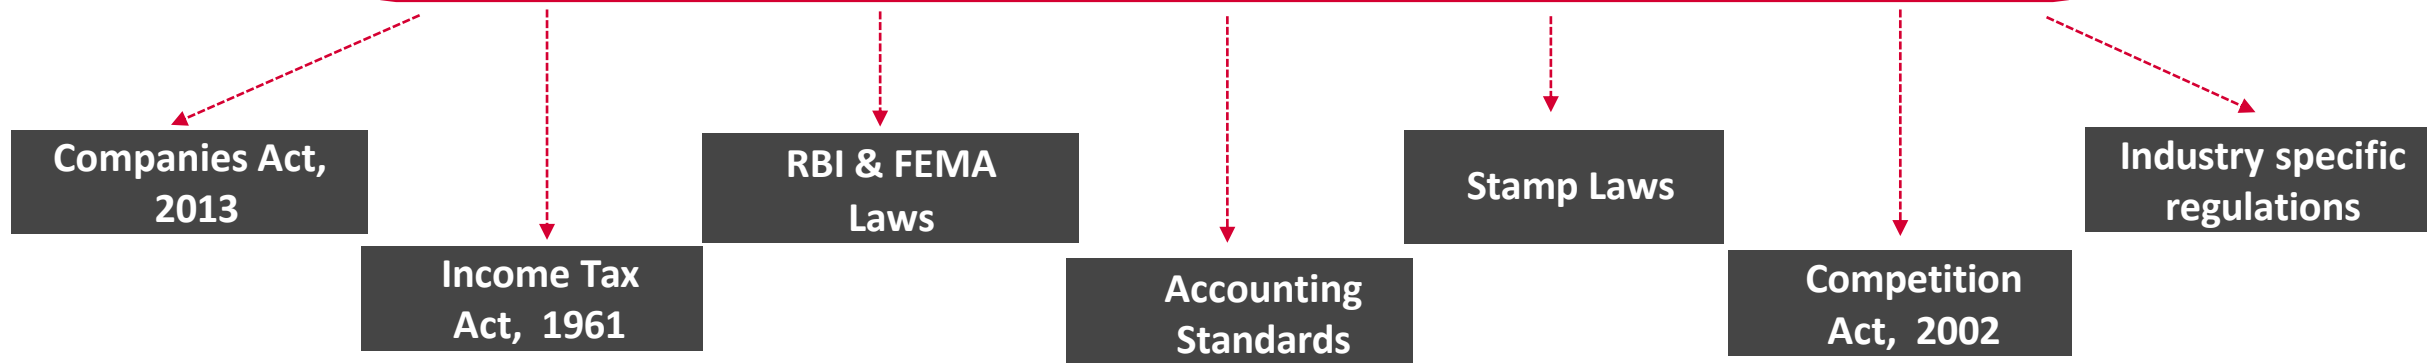 Companies Act,
2013
Income Tax
Act, 1961
RBI & FEMA
Laws
Accounting
Standards
Stamp Laws
Competition
Act, 2002
Industry specific
regulations